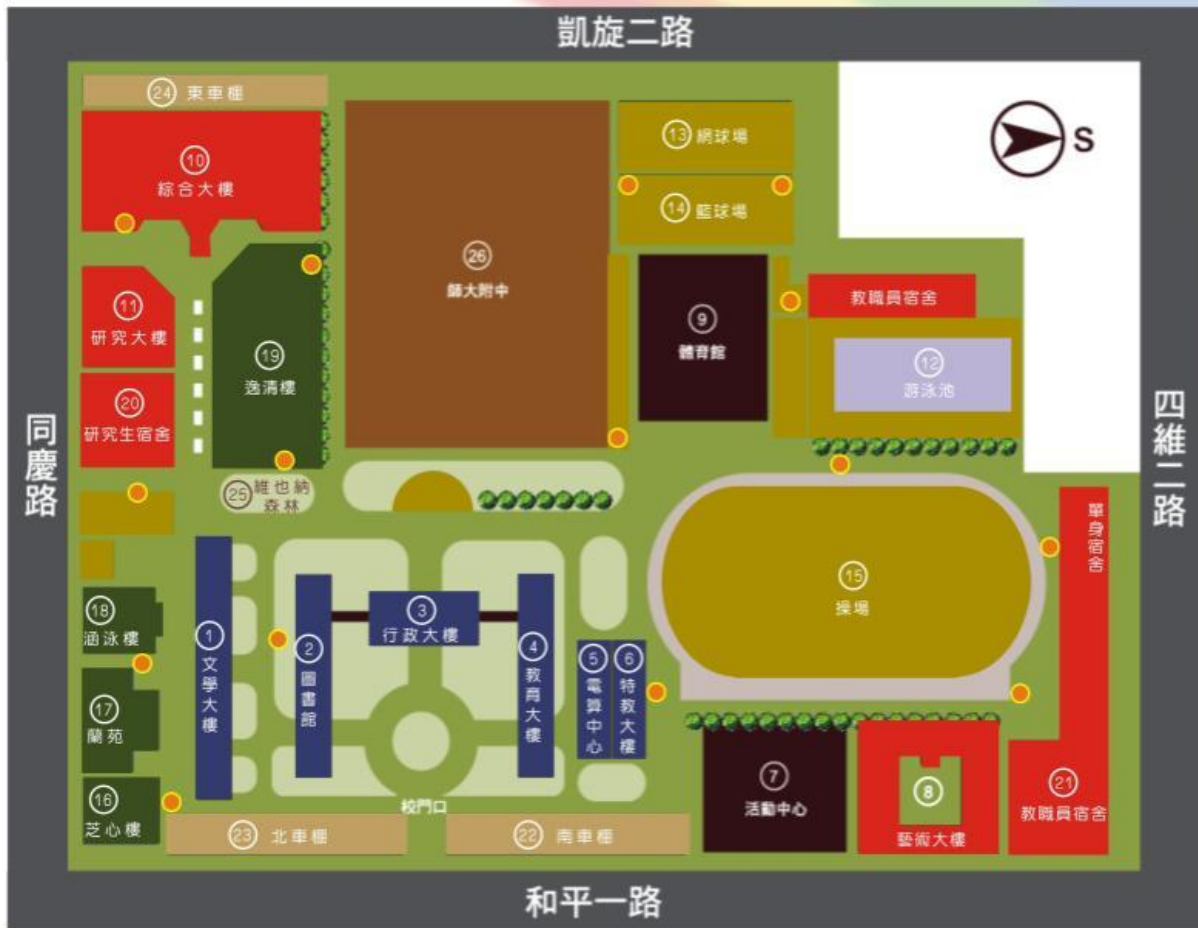 凱旋二路
24 東車棚
10
綜合大樓
13 網球場
S
14 籃球場
26
師大附中
11
研究大樓
教職員宿舍
9
體育館
19
逸清樓
12
游泳池
20
研究生宿舍
同慶路
四維二路
25 維也納
森林
單身宿舍
15
操場
18
涵泳樓
1 文學大樓
2 圖書館
3
行政大樓
4 教育大樓
5 電算中心
6 特教大樓
17
蘭苑
7
活動中心
8
藝術大樓
21
教職員宿舍
16
芝心樓
校門口
23 北車棚
22 南車棚
和平一路